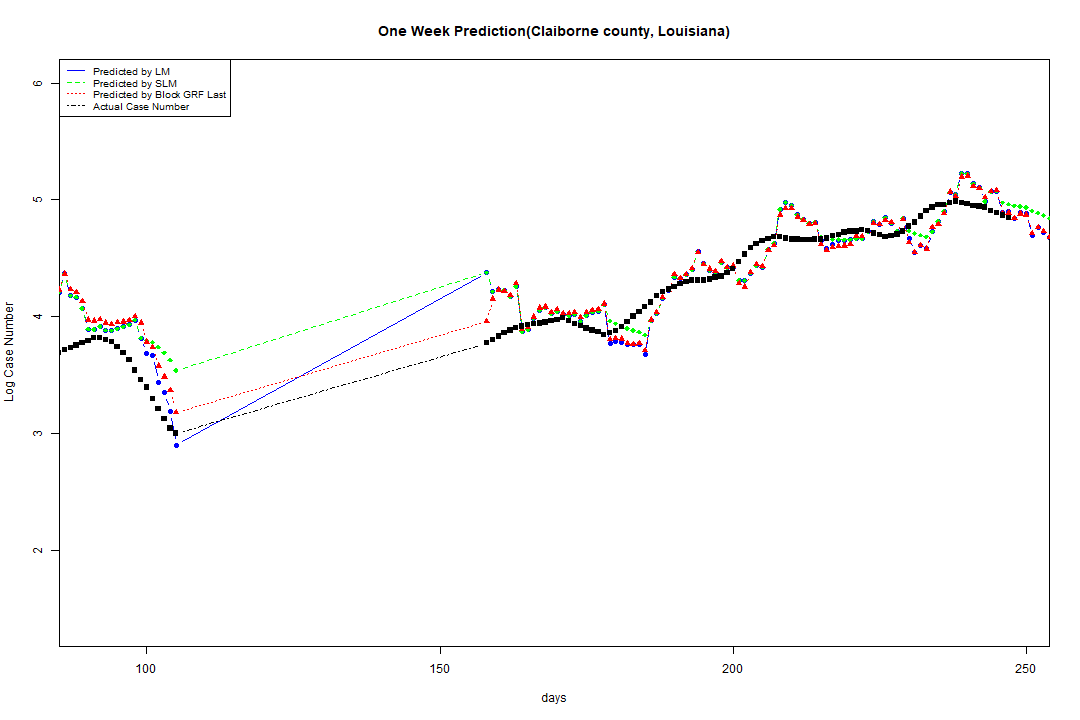 One Week Prediction(Claiborne county, Louisiana)
Predicted by LM
Predicted by SLM
Predicted by Block GRF Last
Actual Case Number
6
5
4
3
2
Log Case Number
100 150 200 250
days